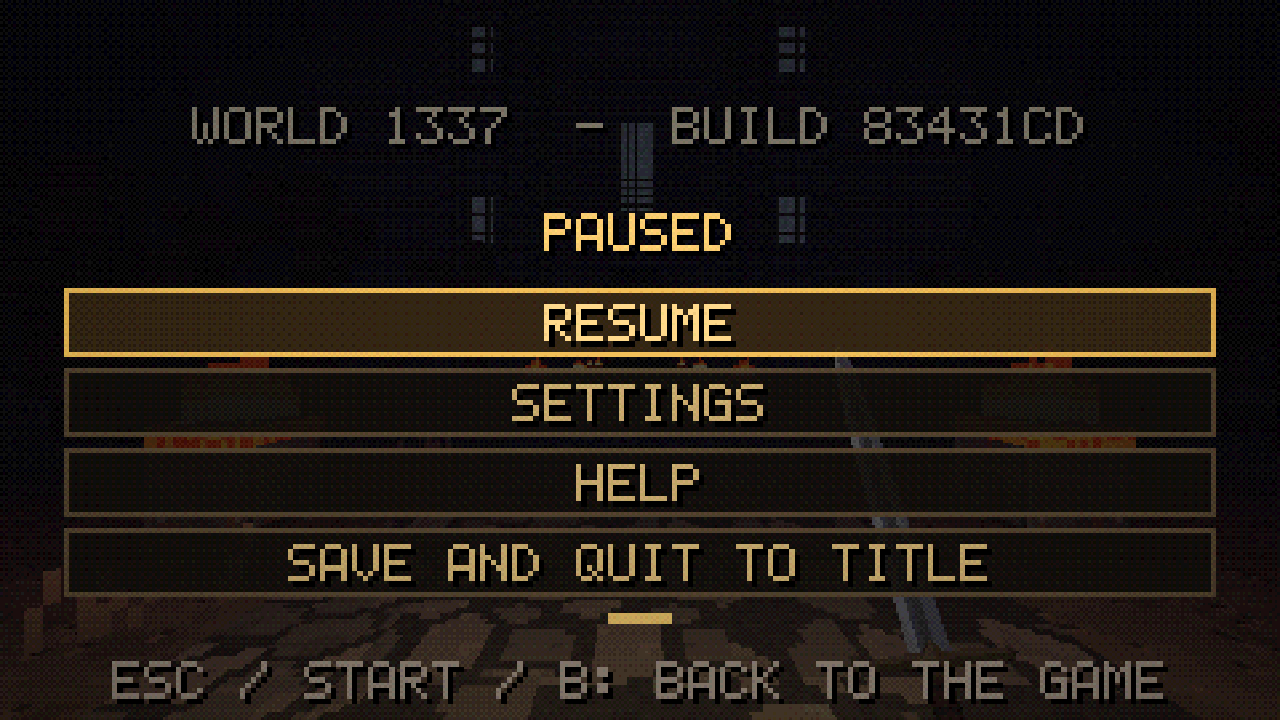 WORLD 1337 - BUILD 83431CD
PAUSED
RESUME
SETTINGS
HELP
SAVE AND QUIT TO TITLE
ESC / START / B: BACK TO THE GAME